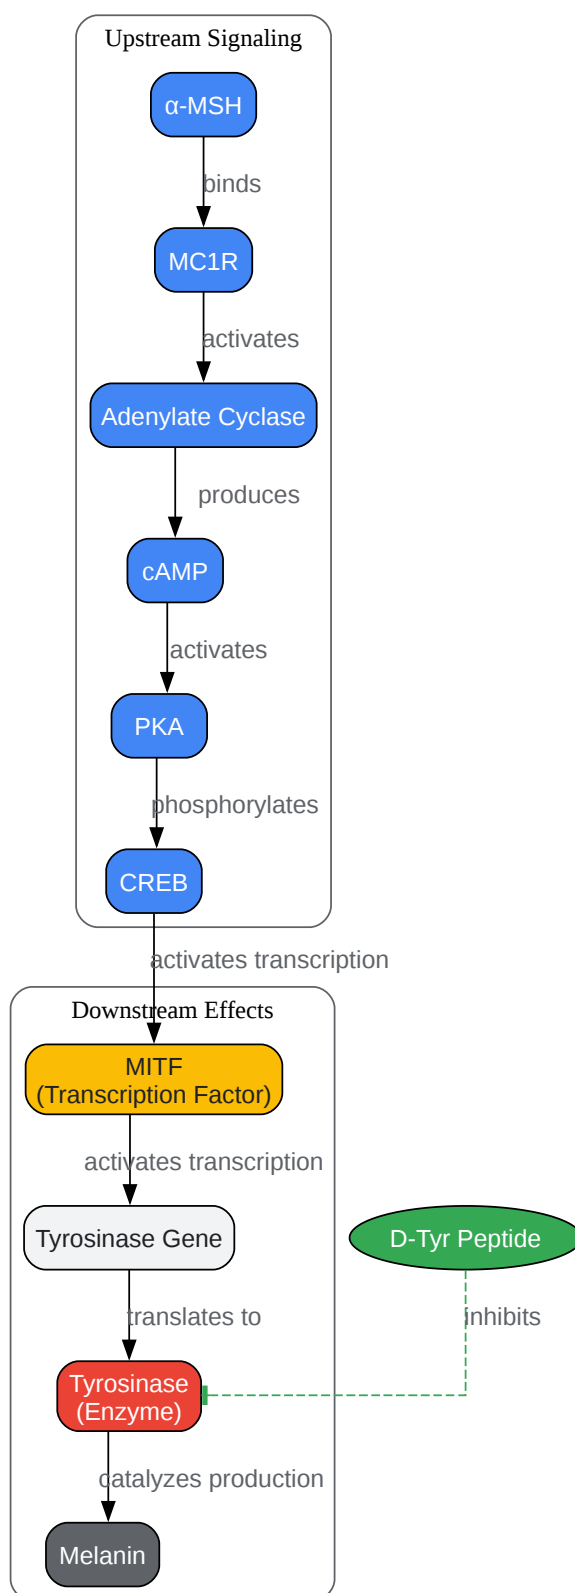 Upstream Signaling
α-MSH
binds
MC1R
activates
Adenylate Cyclase
produces
cAMP
activates
PKA
phosphorylates
CREB
activates transcription
Downstream Effects
MITF
(Transcription Factor)
activates transcription
Tyrosinase Gene
D-Tyr Peptide
translates to
inhibits
Tyrosinase
(Enzyme)
catalyzes production
Melanin